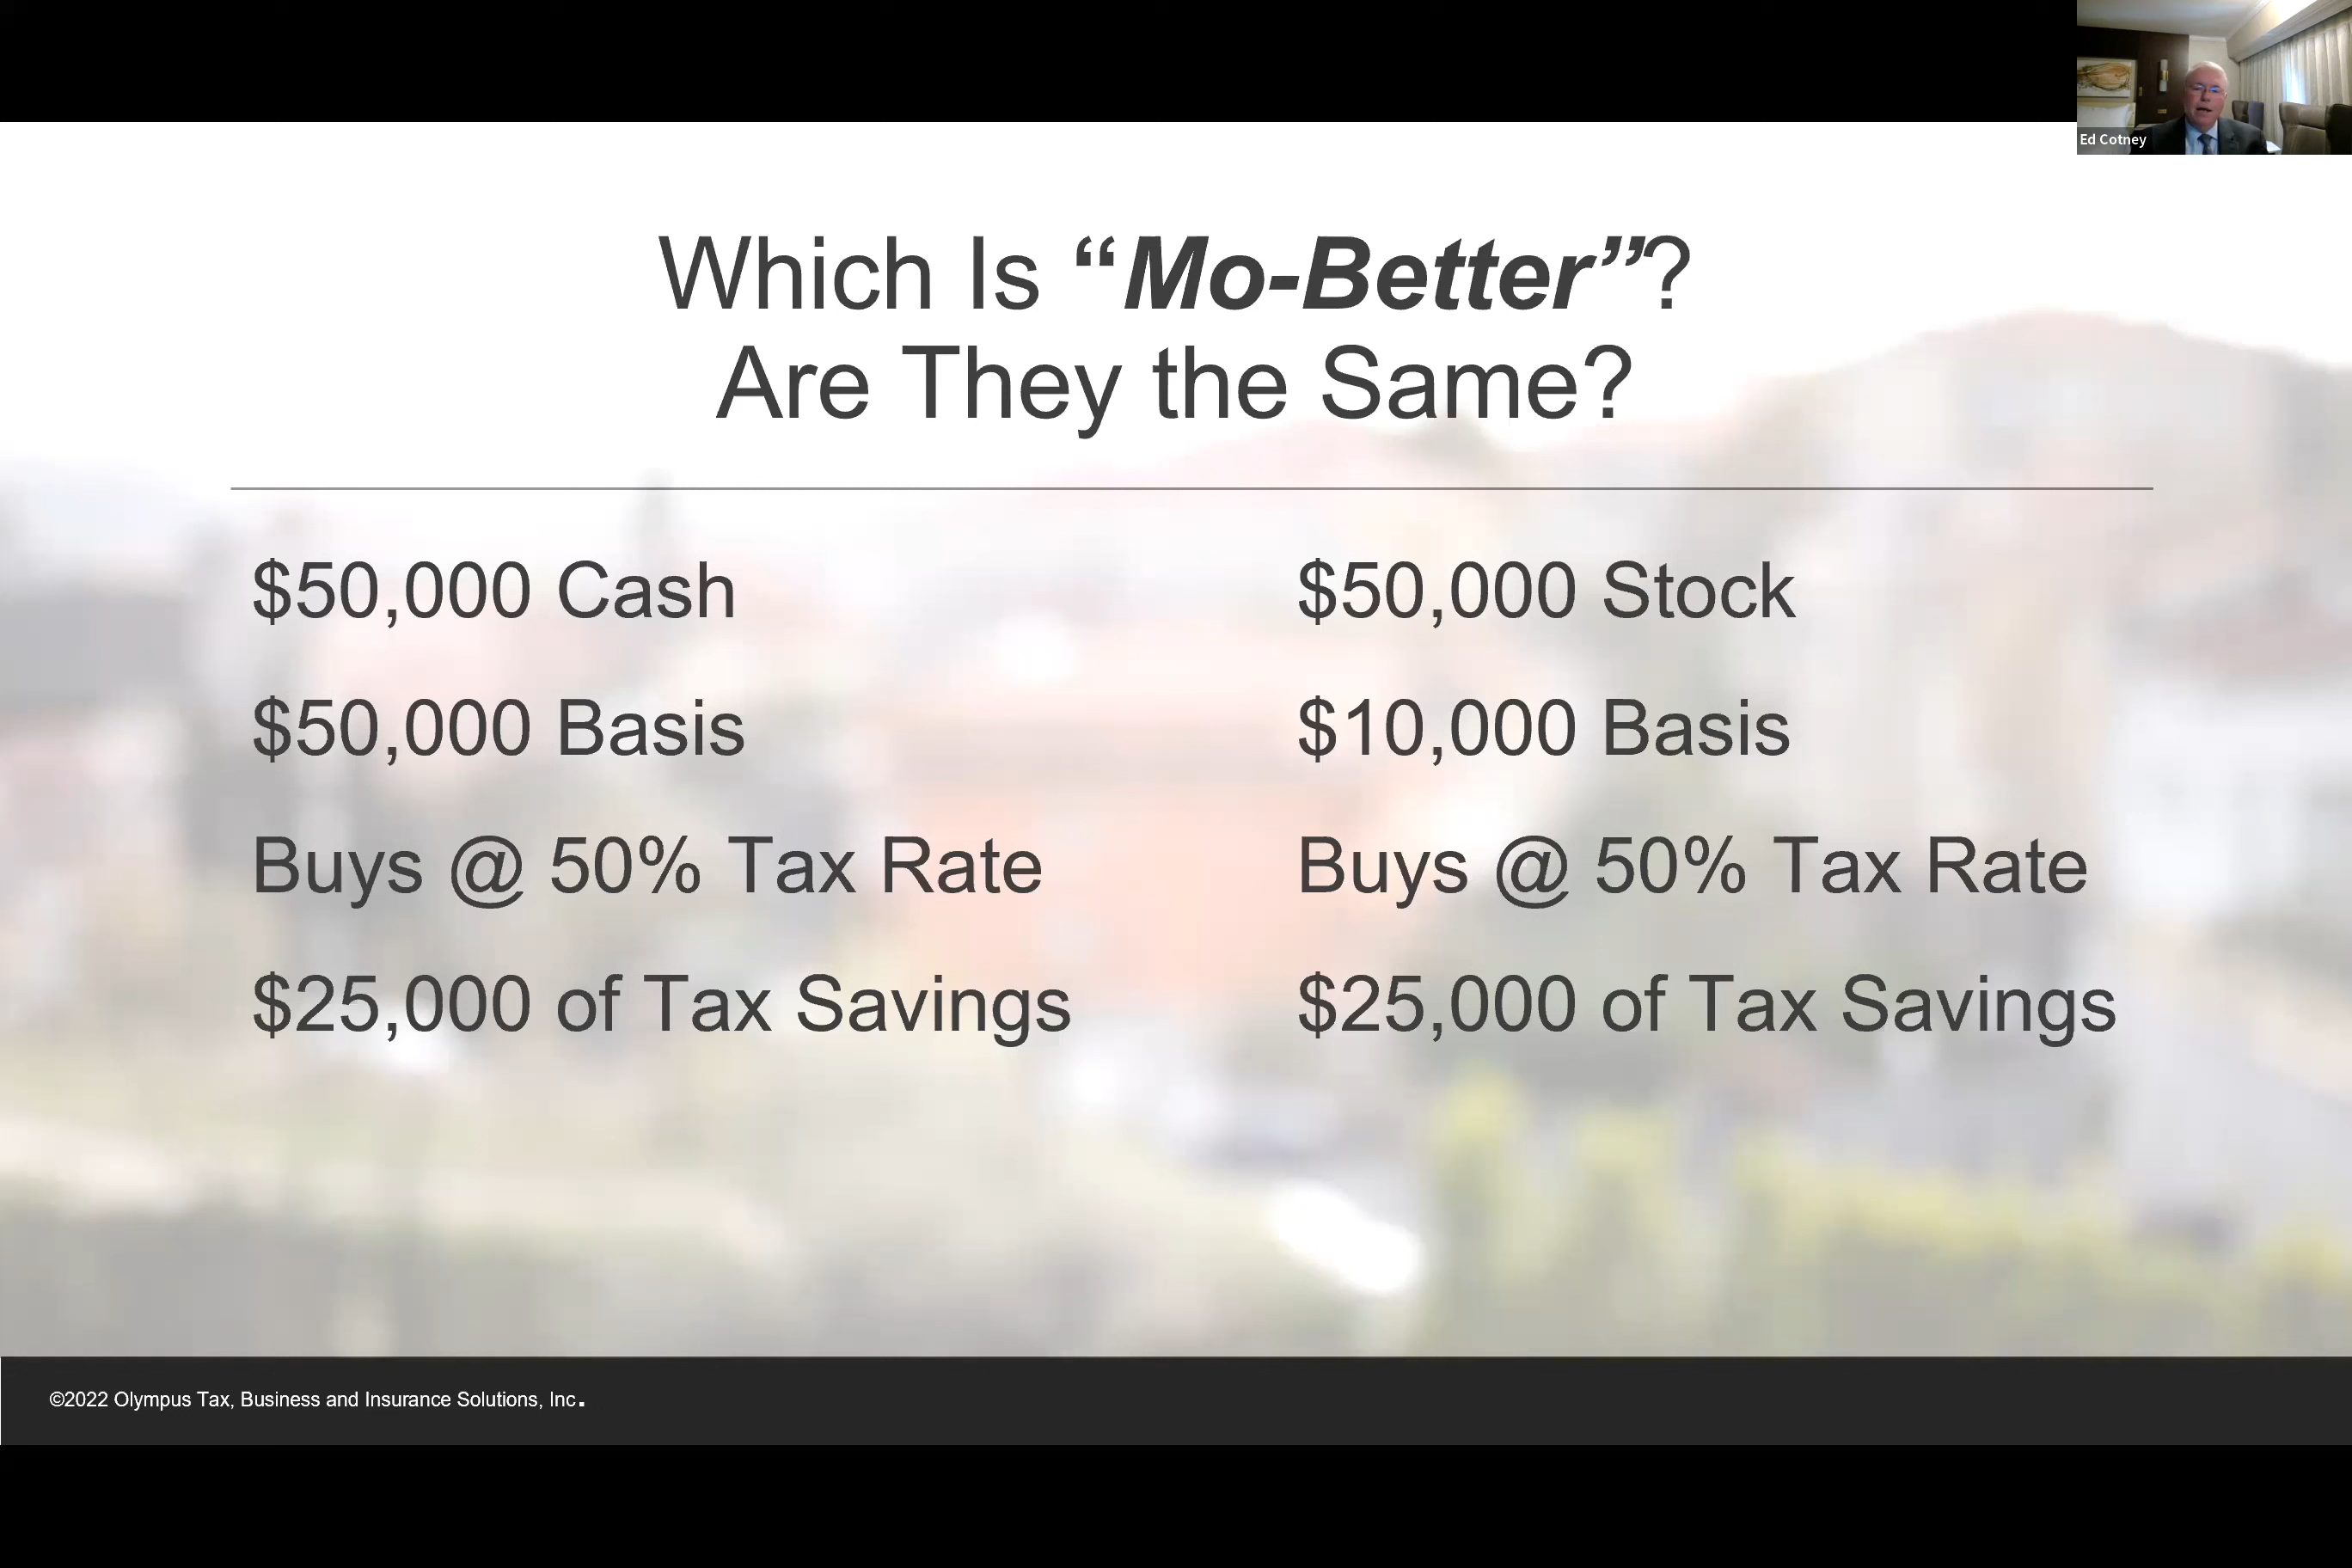 Ed Cotney
Which Is “Mo-Better”?
Are They the Same?
$50,000 Cash
$50,000 Basis
Buys @ 50% Tax Rate
$25,000 of Tax Savings
$50,000 Stock
$10,000 Basis
Buys @ 50% Tax Rate
$25,000 of Tax Savings
©2022 Olympus Tax, Business and Insurance Solutions, Inc.